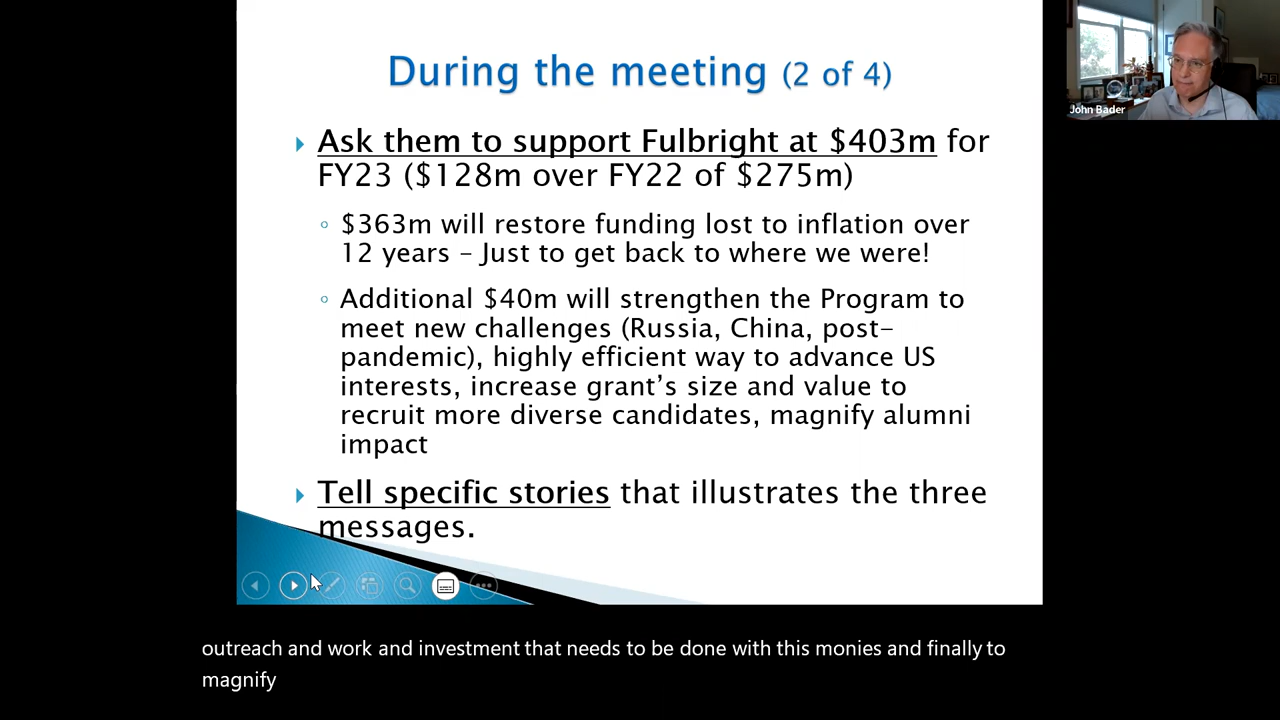 During the meeting (2 of 4)
Ask them to support Fulbright at $403m for
FY23 ($128m over FY22 of $275m)
$363m will restore funding lost to inflation over
12 years – Just to get back to where we were!
Additional $40m will strengthen the Program to
meet new challenges (Russia, China, post-
pandemic), highly efficient way to advance US
interests, increase grant’s size and value to
recruit more diverse candidates, magnify alumni
impact
Tell specific stories that illustrates the three
messages.
John Bader
outreach and work and investment that needs to be done with this monies and finally to
magnify